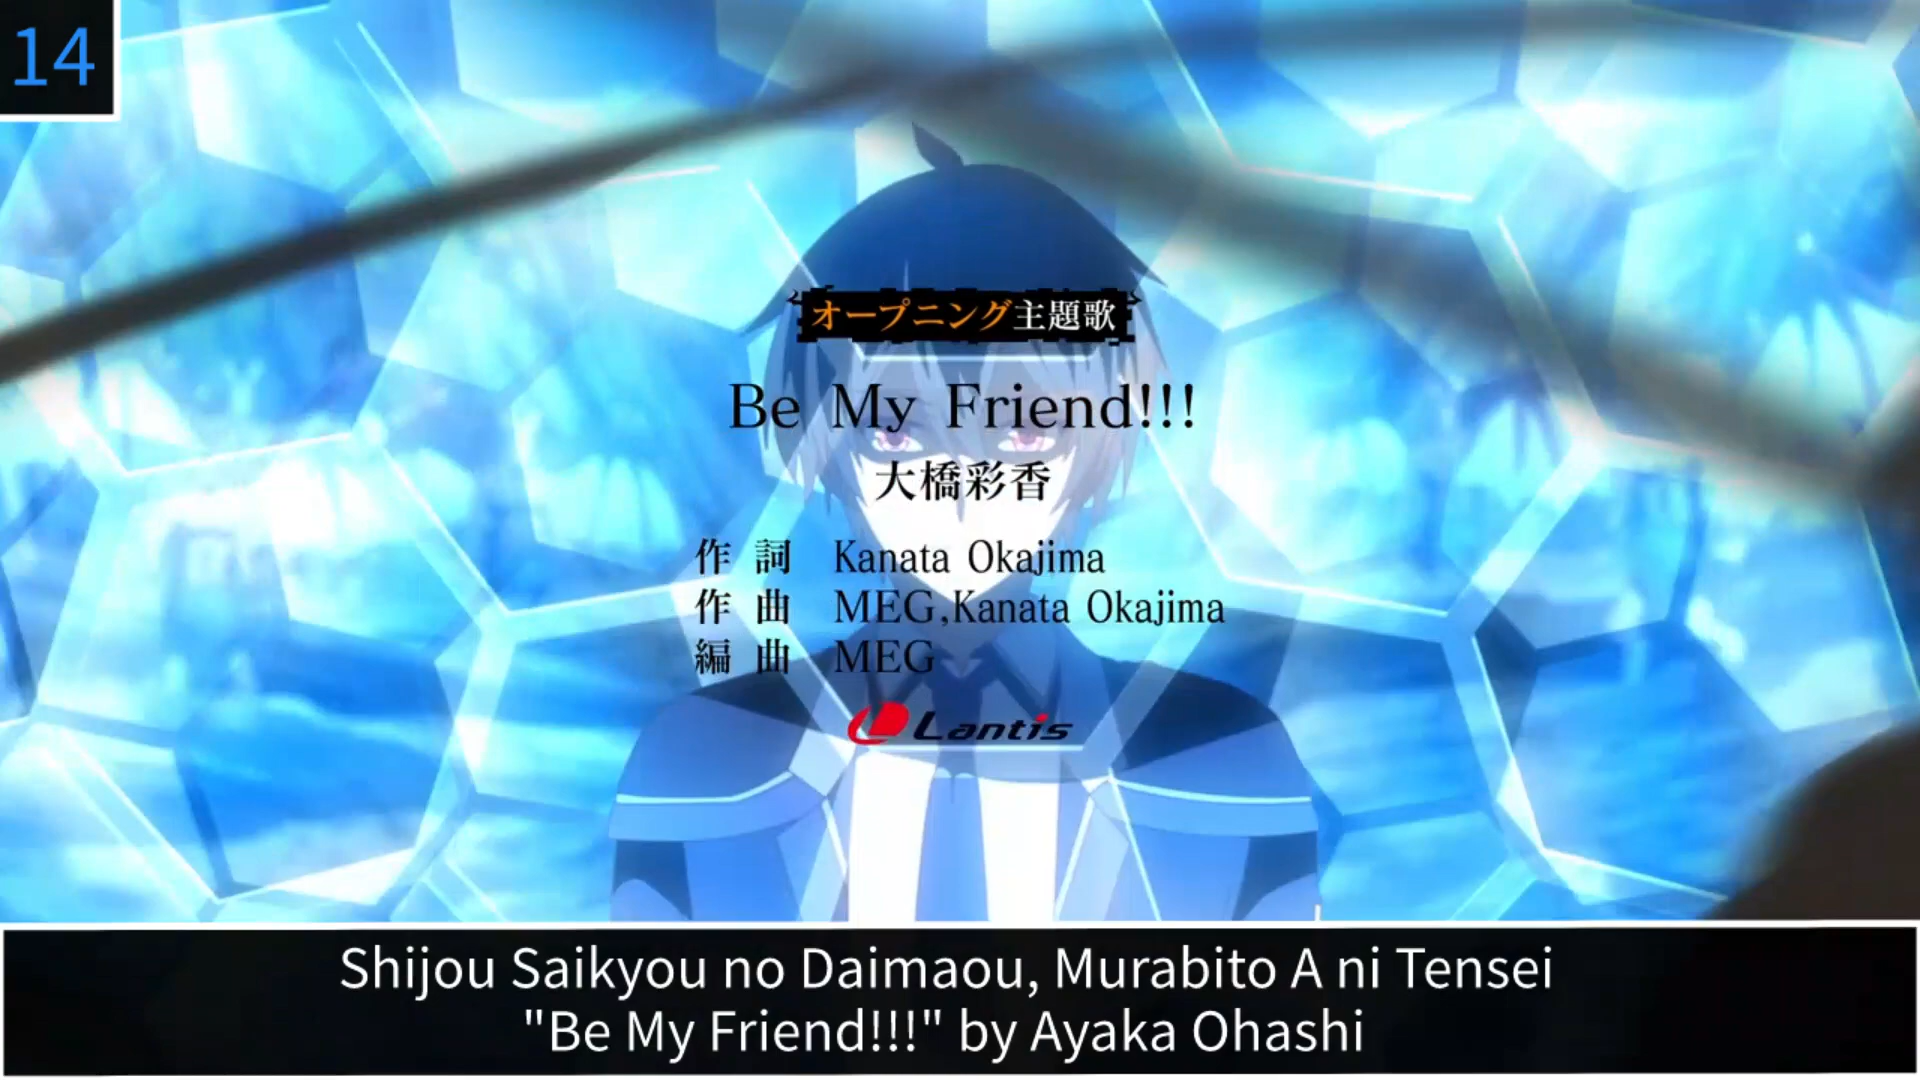 14
オープニング主題歌
Be My Friend!!!
大橋彩香
作 詞 Kanata Okajima
作 曲 MEG,Kanata Okajima
編 曲 MEG
Lantis
Shijou Saikyou no Daimaou, Murabito A ni Tensei
"Be My Friend!!!" by Ayaka Ohashi